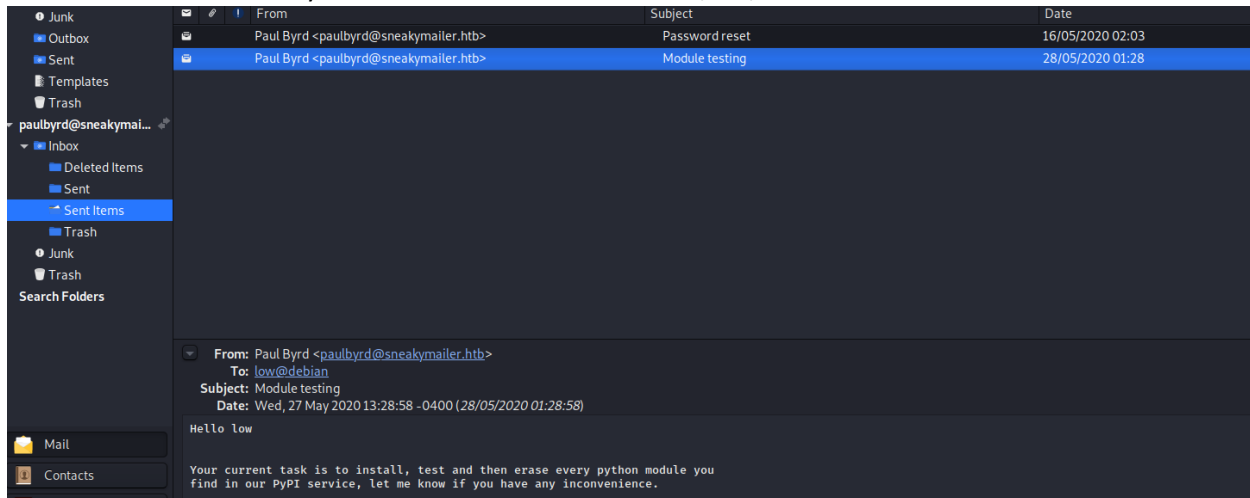 Junk
Outbox
Sent
Templates
Trash
paulbyrd@sneakymai...
Inbox
Deleted Items
Sent
Sent Items
Trash
Junk
Trash
Search Folders
Mail
Contacts
From Subject Date
Paul Byrd <paulbyrd@sneakymailer.htb> Password reset 16/05/2020 02:03
Paul Byrd <paulbyrd@sneakymailer.htb> Module testing 28/05/2020 01:28
From: Paul Byrd <paulbyrd@sneakymailer.htb>
To: low@debian
Subject: Module testing
Date: Wed, 27 May 2020 13:28:58 -0400 (28/05/2020 01:28:58)
Hello low
Your current task is to install, test and then erase every python module you
find in our PyPI service, let me know if you have any inconvenience.